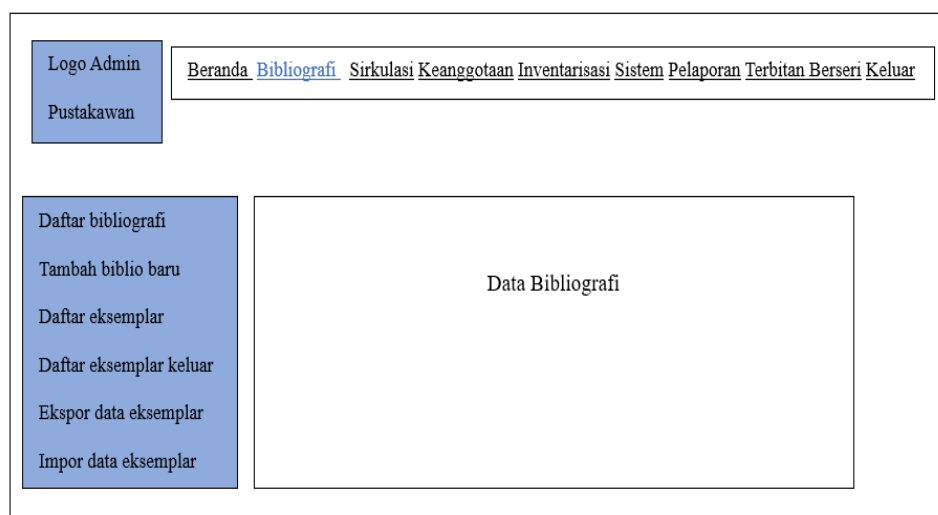 Logo Admin
Pustakawan
Beranda Bibliografi Sirkulasi Keanggotaan Inventarisasi Sistem Pelaporan Terbitan Berseri Keluar
Daftar bibliografi
Tambah biblio baru
Daftar eksemplar
Daftar eksemplar keluar
Ekspor data eksemplar
Impor data eksemplar
Data Bibliografi